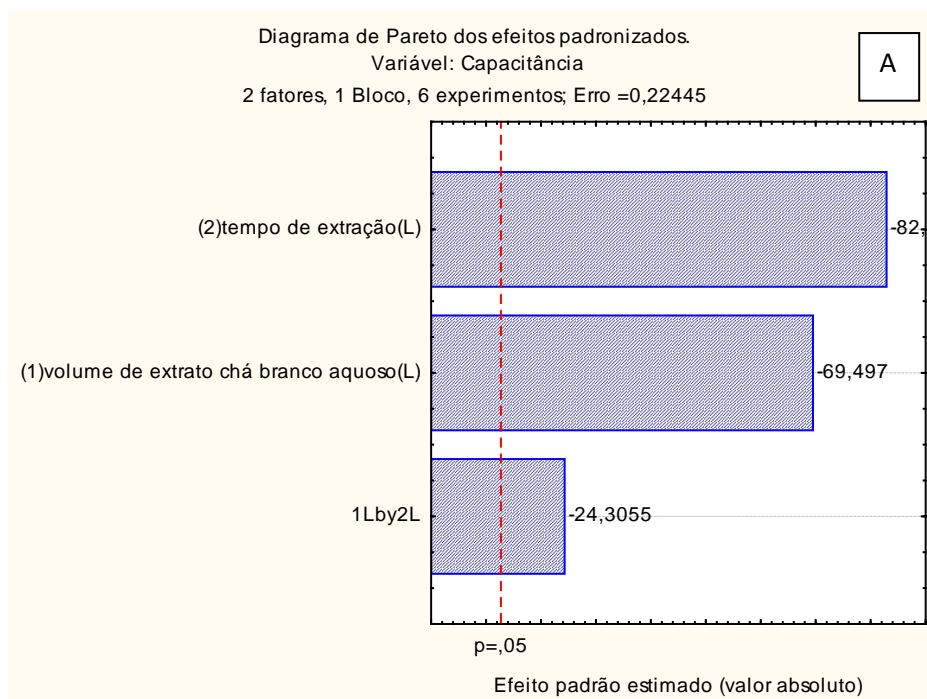 Diagrama de Pareto dos efeitos padronizados.
Variável: Capacitância
2 fatores, 1 Bloco, 6 experimentos; Erro =0,22445
A
(2)tempo de extração(L)
-82,
(1)volume de extrato chá branco aquoso(L)
-69,497
1Lby2L
-24,3055
p=,05
Efeito padrão estimado (valor absoluto)